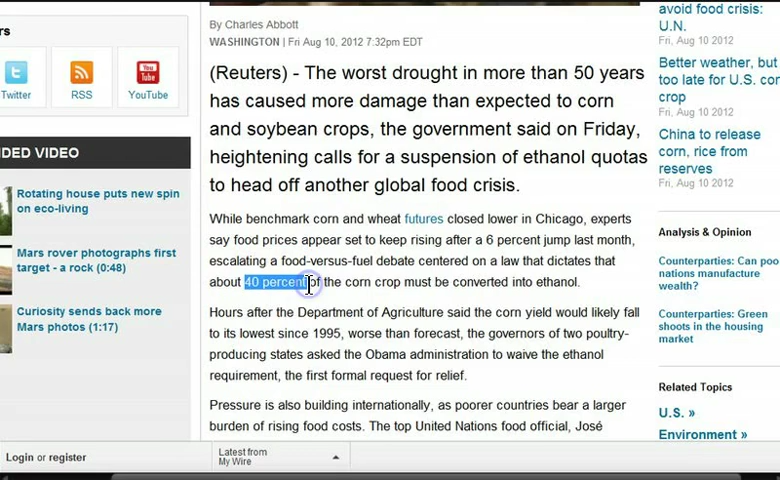 rs
Twitter
RSS
You
Tube
YouTube
DED VIDEO
Rotating house puts new spin
on eco-living
Mars rover photographs first
target - a rock (0:48)
Curiosity sends back more
Mars photos (1:17)
By Charles Abbott
WASHINGTON | Fri Aug 10, 2012 7:32pm EDT
(Reuters) - The worst drought in more than 50 years
has caused more damage than expected to corn
and soybean crops, the government said on Friday,
heightening calls for a suspension of ethanol quotas
to head off another global food crisis.
While benchmark corn and wheat futures closed lower in Chicago, experts
say food prices appear set to keep rising after a 6 percent jump last month,
escalating a food-versus-fuel debate centered on a law that dictates that
about 40 percent of the corn crop must be converted into ethanol.
Hours after the Department of Agriculture said the corn yield would likely fall
to its lowest since 1995, worse than forecast, the governors of two poultry-
producing states asked the Obama administration to waive the ethanol
requirement, the first formal request for relief.
Pressure is also building internationally, as poorer countries bear a larger
burden of rising food costs. The top United Nations food official, José
avoid food crisis:
U.N.
Fri, Aug 10 2012
Better weather, but
too late for U.S. cor
crop
Fri, Aug 10 2012
China to release
corn, rice from
reserves
Fri, Aug 10 2012
Analysis & Opinion
Counterparties: Can poo
nations manufacture
wealth?
Counterparties: Green
shoots in the housing
market
Related Topics
U.S. »
Environment »
Login or register
Latest from
My Wire